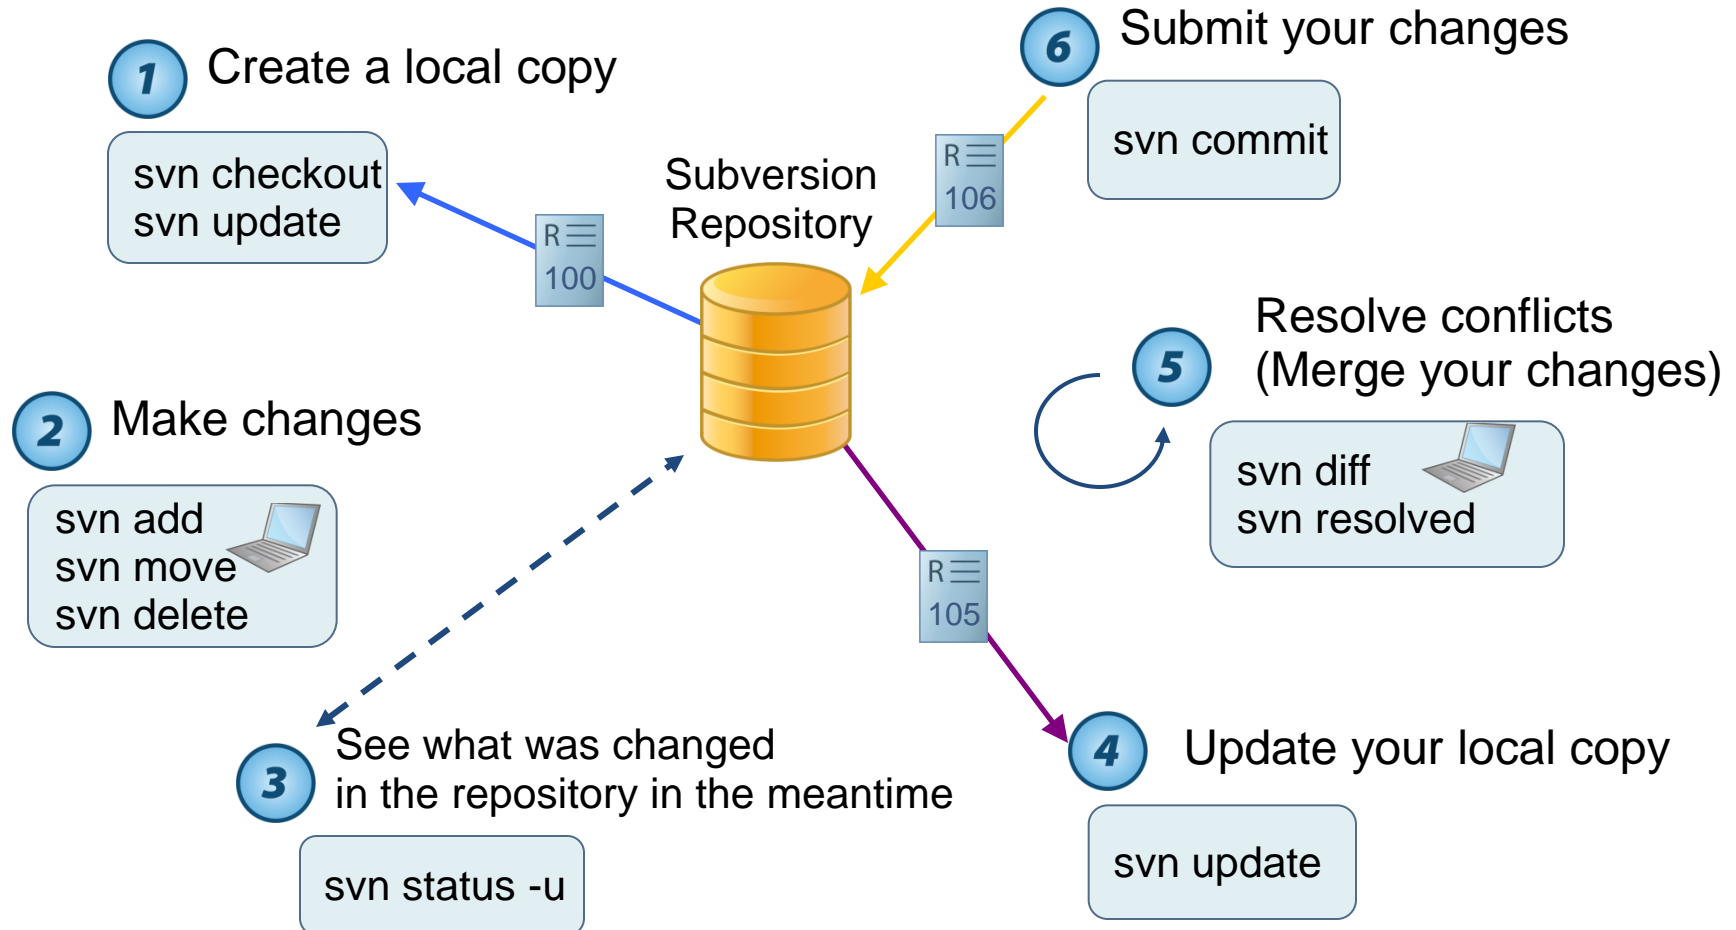 1
Create a local copy
svn checkout
svn update
R
100
2
Make changes
svn add
svn move
svn delete
3
See what was changed
in the repository in the meantime
svn status -u
Subversion
Repository
4
Update your local copy
svn update
R
105
5
Resolve conflicts
(Merge your changes)
svn diff
svn resolved
6
Submit your changes
svn commit
R
106